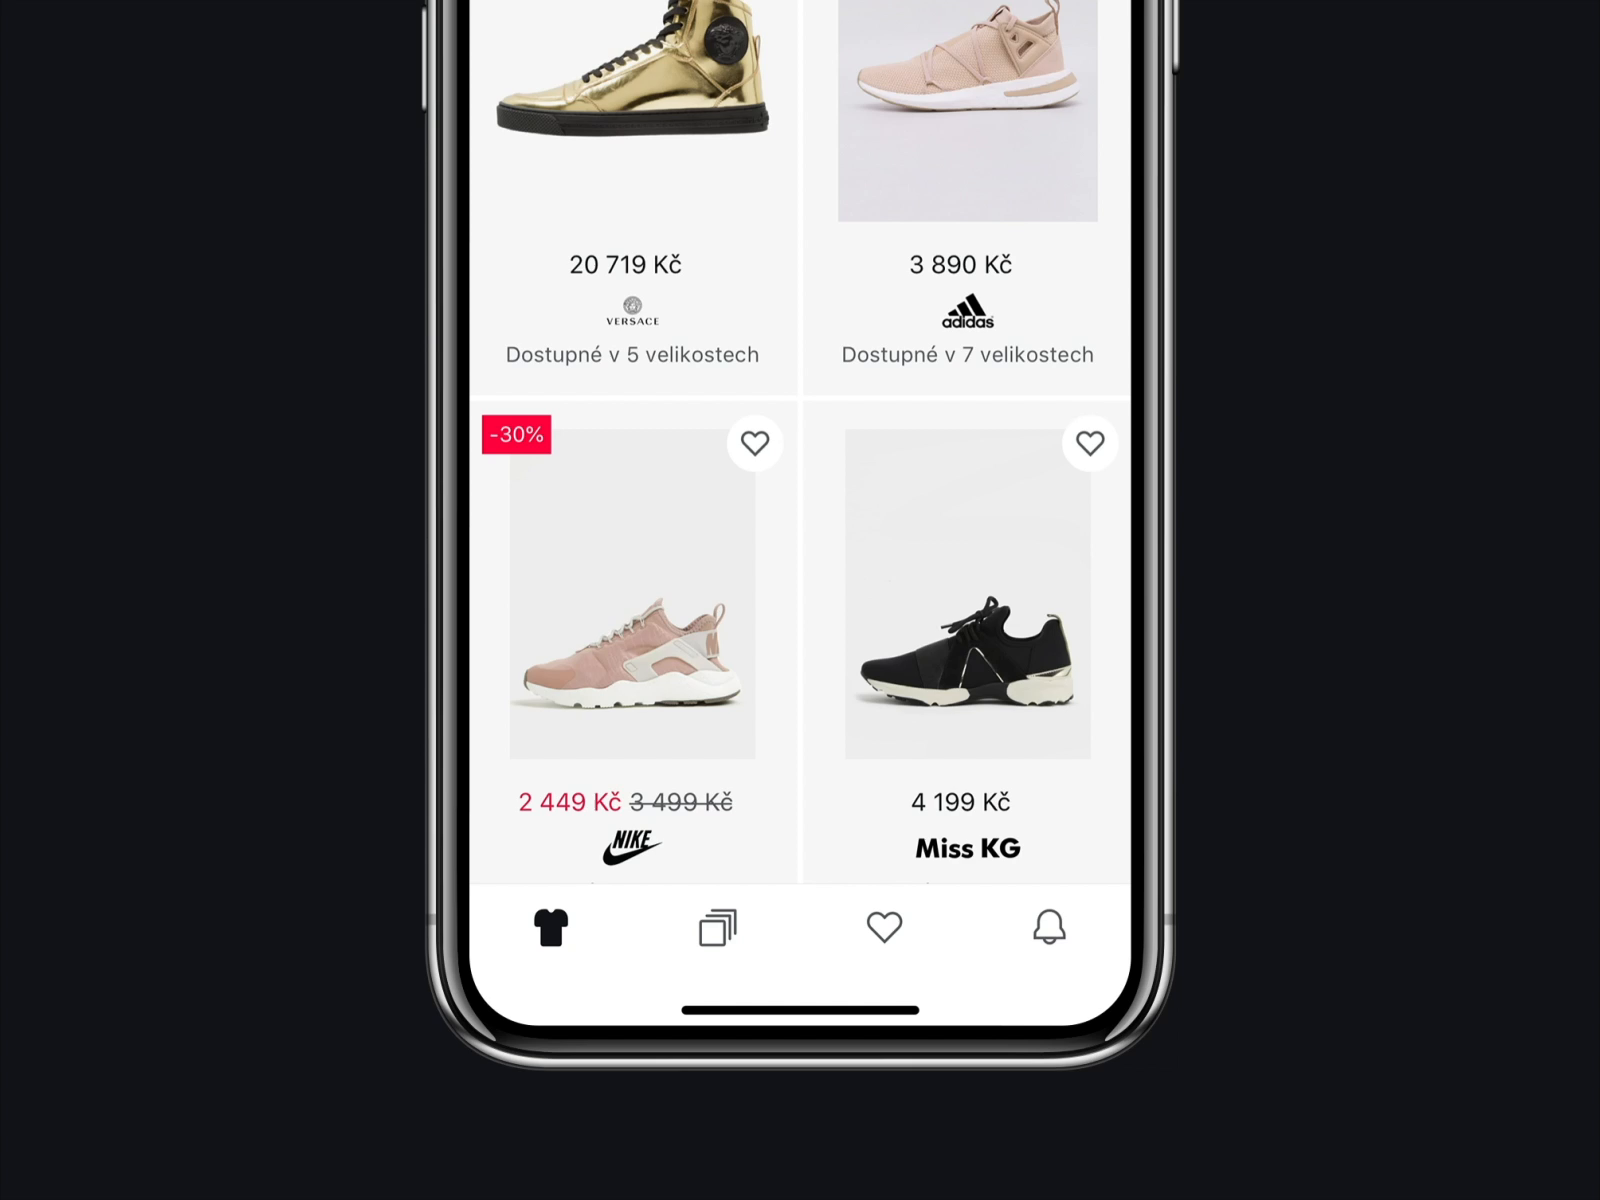 20 719 Kč
3 890 Kč
VERSACE
adidas
Dostupné v 5 velikostech
Dostupné v 7 velikostech
-30%
2 449 Kč 3 499 Kč
4 199 Kč
NIKE
Miss KG